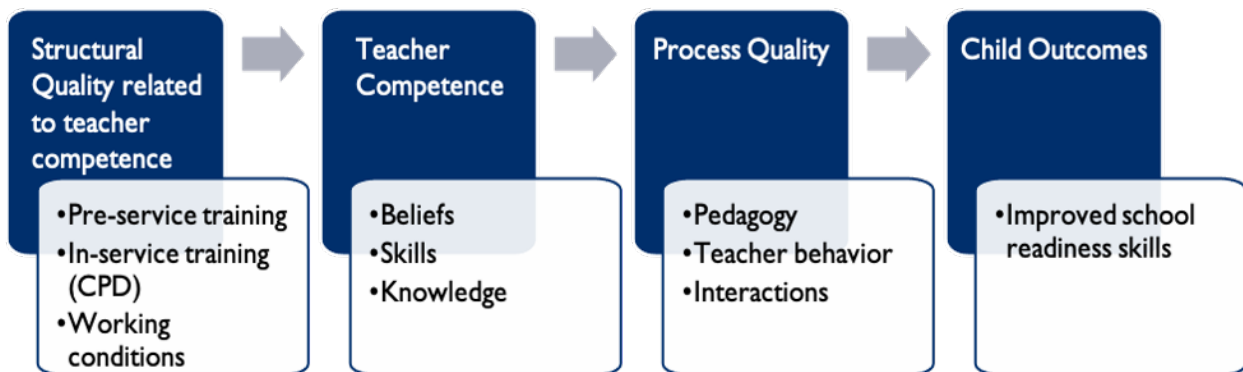 Structural
Quality related
to teacher
competence
•Pre-service training
•In-service training
(CPD)
•Working
conditions
Teacher
Competence
•Beliefs
•Skills
•Knowledge
Process Quality
•Pedagogy
•Teacher behavior
•Interactions
Child Outcomes
•Improved school
readiness skills